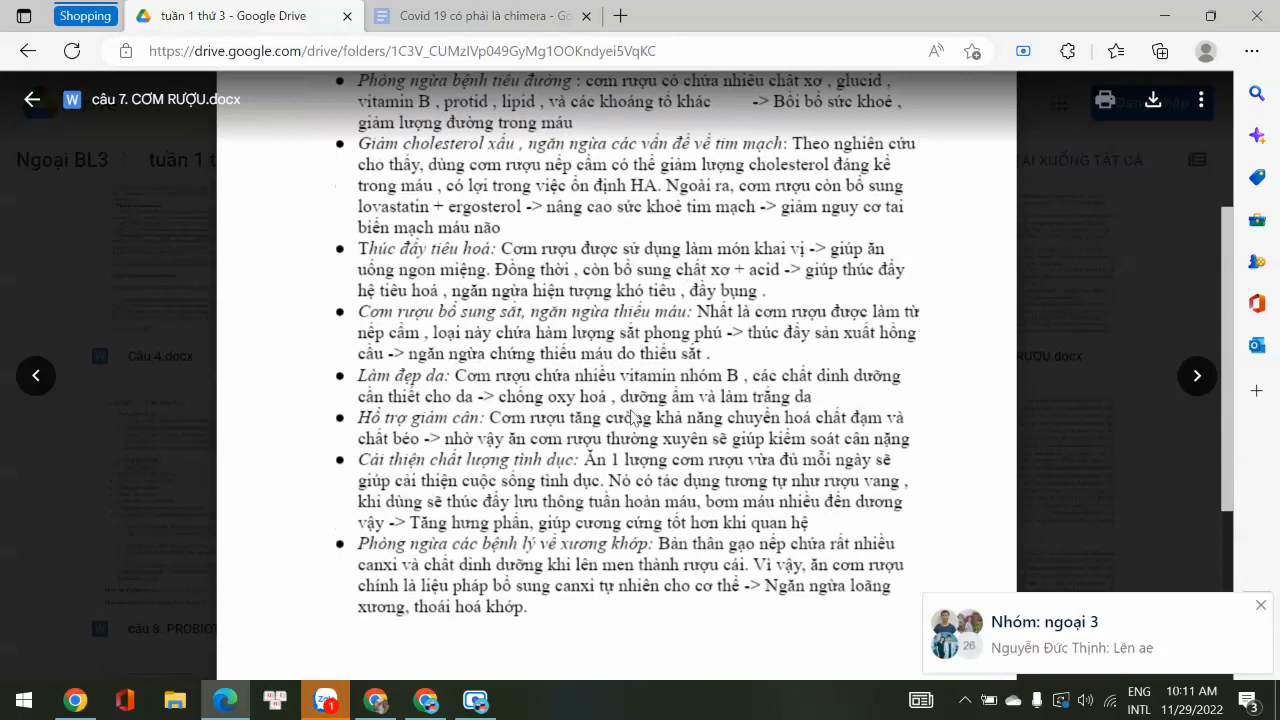 Shopping
tuần 1 thứ 3 - Google Drive
Covid 19 có phải là chimera - Go
https://drive.google.com/drive/folders/1C3V_CUMzIVp049GyMg1OOKndyei5VqKC
câu 7. CƠM RƯỢU.docx
Ngoại BL3
tuần 1 t
ẢI XUỐNG TẤT CẢ
Phòng ngừa bệnh tiểu đường : cơm rượu có chứa nhiều chất xơ , glucid ,
vitamin B , protid , lipid , và các khoáng tố khác -> Bồi bổ sức khoẻ ,
giảm lượng đường trong máu
Giảm cholesterol xấu , ngăn ngừa các vấn đề về tim mạch: Theo nghiên cứu
cho thấy, dùng cơm rượu nếp cẩm có thể giảm lượng cholesterol đáng kể
trong máu , có lợi trong việc ổn định HA. Ngoài ra, cơm rượu còn bổ sung
lovastatin + ergosterol -> nâng cao sức khoẻ tim mạch -> giảm nguy cơ tai
biến mạch máu não
Thúc đẩy tiêu hoá: Cơm rượu được sử dụng làm món khai vị -> giúp ăn
uống ngon miệng. Đồng thời , còn bổ sung chất xơ + acid -> giúp thúc đẩy
hệ tiêu hoá , ngăn ngừa hiện tượng khó tiêu , đầy bụng .
Cơm rượu bổ sung sắt, ngăn ngừa thiếu máu: Nhất là cơm rượu được làm từ
nếp cẩm , loại này chứa hàm lượng sắt phong phú -> thúc đẩy sản xuất hồng
cầu -> ngăn ngừa chứng thiếu máu do thiếu sắt .
Làm đẹp da: Cơm rượu chứa nhiều vitamin nhóm B , các chất dinh dưỡng
cần thiết cho da -> chống oxy hoá , dưỡng ẩm và làm trắng da
Hỗ trợ giảm cân: Cơm rượu tăng cường khả năng chuyển hoá chất đạm và
chất béo -> nhờ vậy ăn cơm rượu thường xuyên sẽ giúp kiểm soát cân nặng
Cải thiện chất lượng tình dục: Ăn 1 lượng cơm rượu vừa đủ mỗi ngày sẽ
giúp cải thiện cuộc sống tình dục. Nó có tác dụng tương tự như rượu vang ,
khi dùng sẽ thúc đẩy lưu thông tuần hoàn máu, bơm máu nhiều đến dương
vậy -> Tăng hưng phấn, giúp cương cứng tốt hơn khi quan hệ
Phòng ngừa các bệnh lý về xương khớp: Bản thân gạo nếp chứa rất nhiều
canxi và chất dinh dưỡng khi lên men thành rượu cái. Vì vậy, ăn cơm rượu
chính là liệu pháp bổ sung canxi tự nhiên cho cơ thể -> Ngăn ngừa loãng
xương, thoái hoá khớp.
Câu 4.docx
RƯỢU.docx
câu 8. PROBIOT
Nhóm: ngoại 3
Nguyễn Đức Thịnh: Lên ae
26
Zalo
1
ENG
INTL
10:11 AM
11/29/2022
3